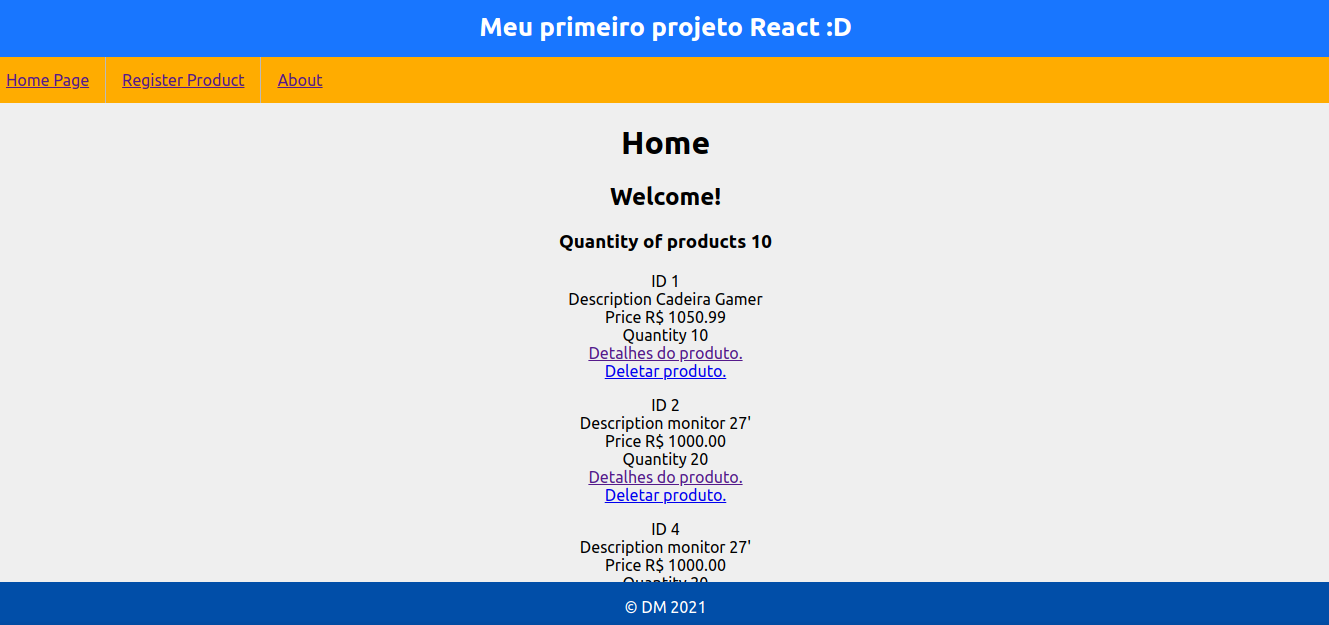 Meu primeiro projeto React :D
Home Page Register Product About
Home
Welcome!
Quantity of products 10
ID 1
Description Cadeira Gamer
Price R$ 1050.99
Quantity 10
Detalhes do produto.
Deletar produto.
ID 2
Description monitor 27'
Price R$ 1000.00
Quantity 20
Detalhes do produto.
Deletar produto.
ID 4
Description monitor 27'
Price R$ 1000.00
Quantity 20
© DM 2021